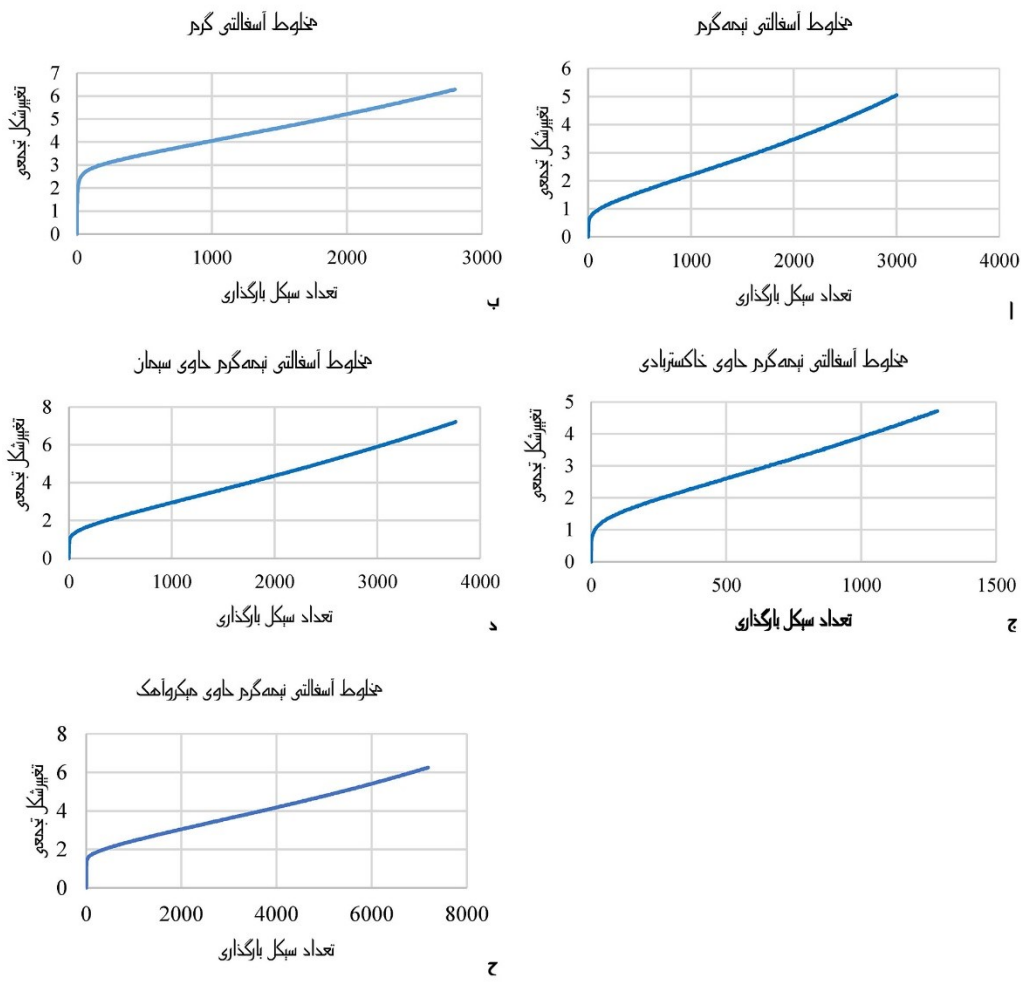 مخلوط آسفالتی نیمه‌گرم
تغییرشکل تجمعی
6
5
4
3
2
1
0
0 1000 2000 3000 4000
تعداد سیکل بارگذاری
ا
مخلوط آسفالتی گرم
تغییرشکل تجمعی
7
6
5
4
3
2
1
0
0 1000 2000 3000
تعداد سیکل بارگذاری
ب
مخلوط آسفالتی نیمه‌گرم حاوی خاکستربادی
تغییرشکل تجمعی
5
4
3
2
1
0
0 500 1000 1500
تعداد سیکل بارگذاری
ج
مخلوط آسفالتی نیمه‌گرم حاوی سیمان
تغییرشکل تجمعی
8
6
4
2
0
0 1000 2000 3000 4000
تعداد سیکل بارگذاری
د
مخلوط آسفالتی نیمه‌گرم حاوی میکروآهک
تغییرشکل تجمعی
8
6
4
2
0
0 2000 4000 6000 8000
تعداد سیکل بارگذاری
ح